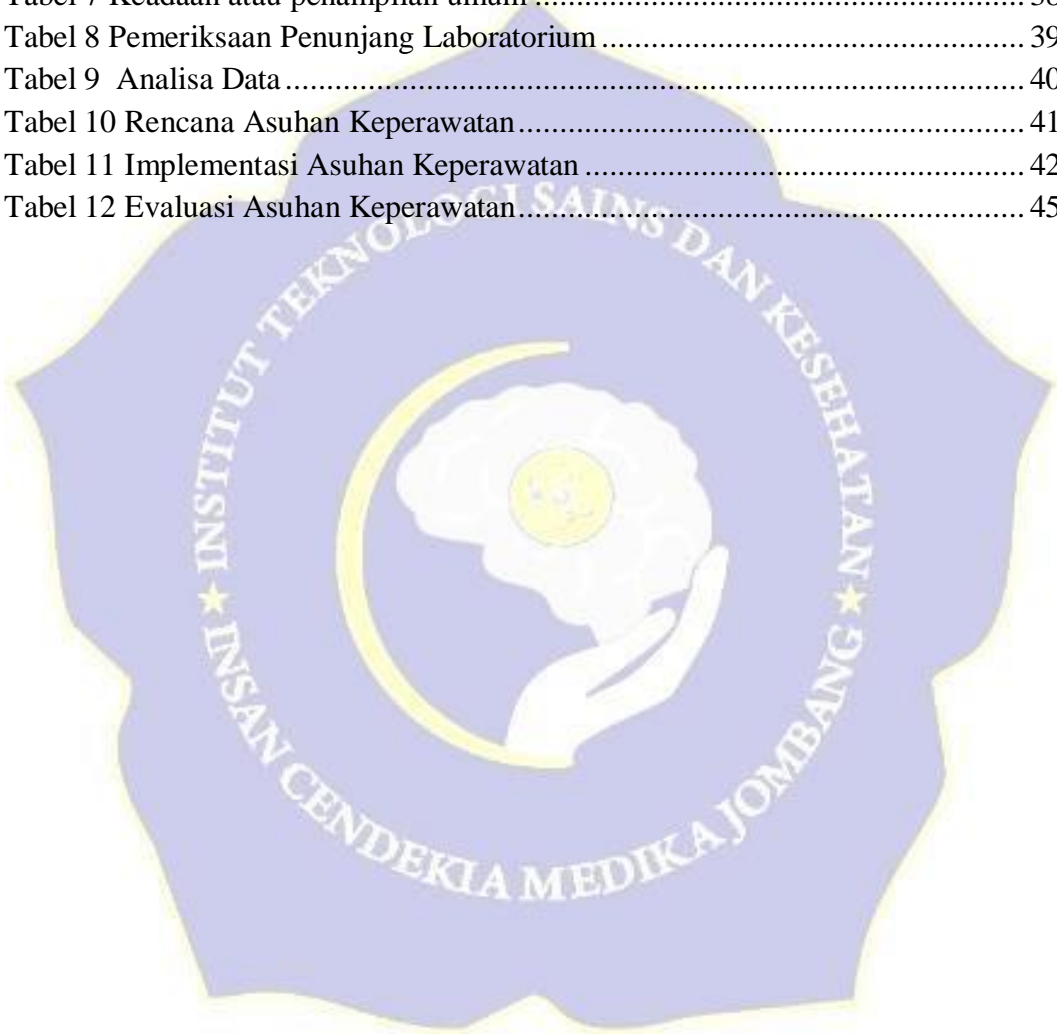 Tabel 7 Keadaan atau penampilan umum ........ 38
Tabel 8 Pemeriksaan Penunjang Laboratorium ........ 39
Tabel 9  Analisa Data ........ 40
Tabel 10 Rencana Asuhan Keperawatan ........ 41
Tabel 11 Implementasi Asuhan Keperawatan ........ 42
Tabel 12 Evaluasi Asuhan Keperawatan ........ 45
INSTITUT TEKNOLOGI SAINS DAN KESEHATAN
INSAN CENDEKIA MEDIKA JOMBANG